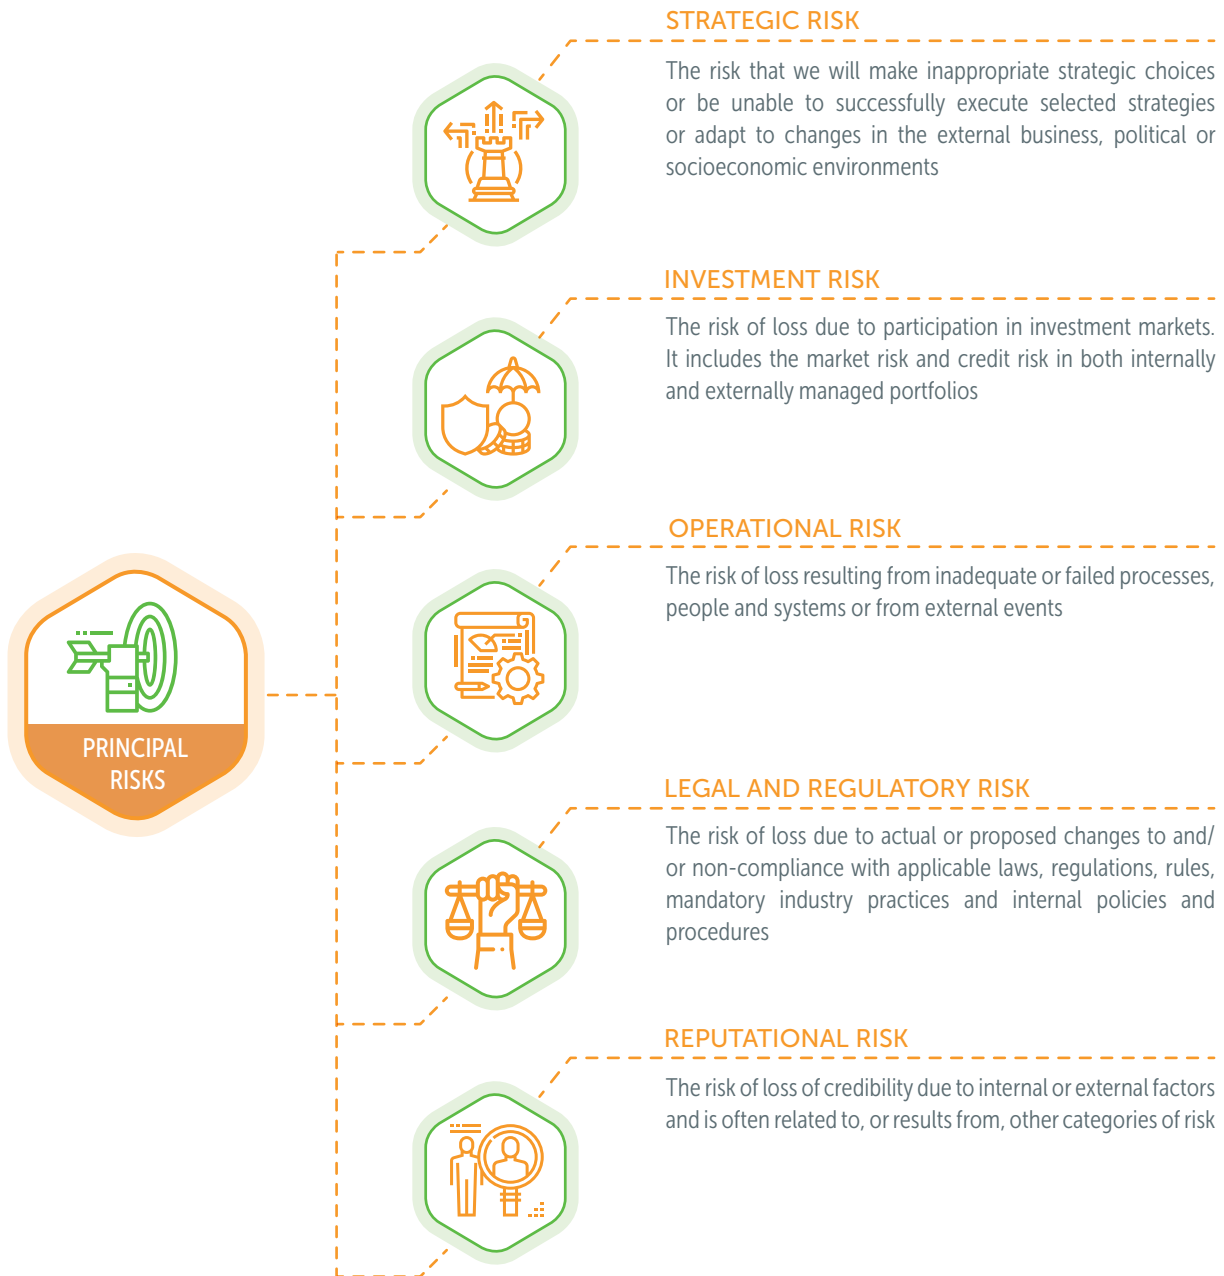 STRATEGIC RISK
The risk that we will make inappropriate strategic choices
or be unable to successfully execute selected strategies
or adapt to changes in the external business, political or
socioeconomic environments
INVESTMENT RISK
The risk of loss due to participation in investment markets.
It includes the market risk and credit risk in both internally
and externally managed portfolios
OPERATIONAL RISK
The risk of loss resulting from inadequate or failed processes,
people and systems or from external events
PRINCIPAL
RISKS
LEGAL AND REGULATORY RISK
The risk of loss due to actual or proposed changes to and/
or non-compliance with applicable laws, regulations, rules,
mandatory industry practices and internal policies and
procedures
REPUTATIONAL RISK
The risk of loss of credibility due to internal or external factors
and is often related to, or results from, other categories of risk